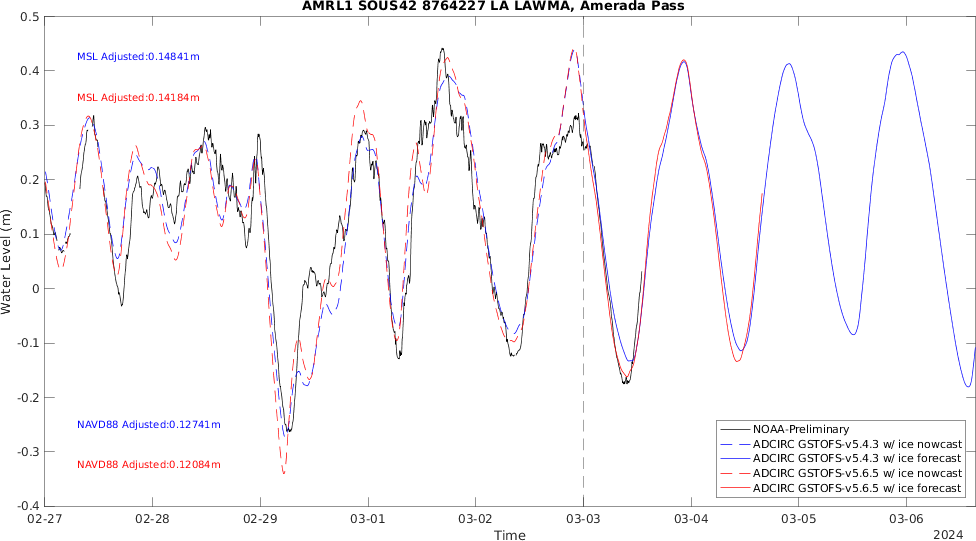 AMRL1 SOUS42 8764227 LA LAWMA, Amerada Pass
0.5
0.4
0.3
0.2
0.1
0
-0.1
-0.2
-0.3
-0.4
Water Level (m)
MSL Adjusted:0.14841m
MSL Adjusted:0.14184m
NAVD88 Adjusted:0.12741m
NAVD88 Adjusted:0.12084m
NOAA-Preliminary
ADCIRC GSTOFS-v5.4.3 w/ ice nowcast
ADCIRC GSTOFS-v5.4.3 w/ ice forecast
ADCIRC GSTOFS-v5.6.5 w/ ice nowcast
ADCIRC GSTOFS-v5.6.5 w/ ice forecast
02-27 02-28 02-29 03-01 03-02 03-03 03-04 03-05 03-06
Time
2024